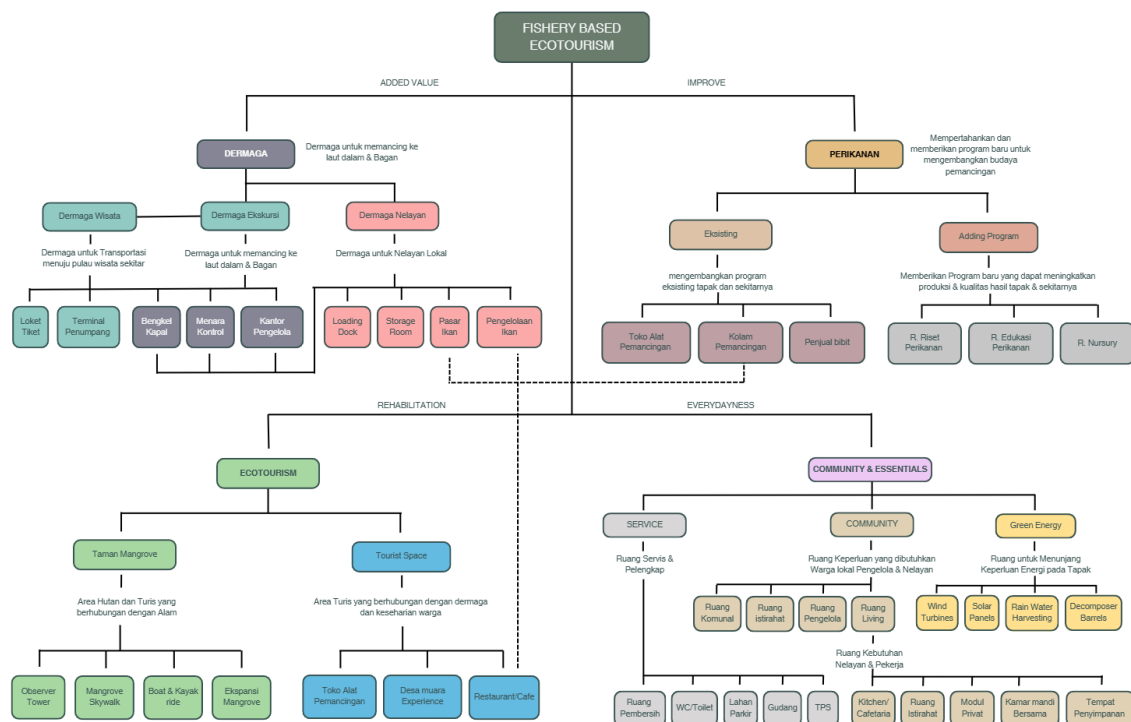 FISHERY BASED
ECOTOURISM
ADDED VALUE
IMPROVE
DERMAGA
Dermaga untuk memancing ke
laut dalam & Bagan
PERIKANAN
Mempertahankan dan
memberikan program baru untuk
mengembangkan budaya
pemancingan
Dermaga Wisata
Dermaga Ekskursi
Dermaga Nelayan
Dermaga untuk Transportasi
menuju pulau wisata sekitar
Dermaga untuk memancing ke
laut dalam & Bagan
Dermaga untuk Nelayan Lokal
Eksisting
Adding Program
mengembangkan program
eksisting tapak dan sekitarnya
Memberikan Program baru yang dapat meningkatkan
produksi & kualitas hasil tapak & sekitarnya
Loket
Tiket
Terminal
Penumpang
Bengkel
Kapal
Menara
Kontrol
Kantor
Pengelola
Loading
Dock
Storage
Room
Pasar
Ikan
Pengelolaan
Ikan
Toko Alat
Pemancingan
Kolam
Pemancingan
Penjual bibit
R. Riset
Perikanan
R. Edukasi
Perikanan
R. Nursury
REHABILITATION
EVERYDAYNESS
ECOTOURISM
COMMUNITY & ESSENTIALS
Taman Mangrove
Tourist Space
SERVICE
COMMUNITY
Green Energy
Area Hutan dan Turis yang
berhubungan dengan Alam
Area Turis yang berhubungan dengan dermaga
dan keseharian warga
Ruang Servis &
Pelengkap
Ruang Keperluan yang dibutuhkan
Warga lokal Pengelola & Nelayan
Ruang untuk Menunjang
Keperluan Energi pada Tapak
Ruang
Komunal
Ruang
istirahat
Ruang
Pengelola
Ruang
Living
Wind
Turbines
Solar
Panels
Rain Water
Harvesting
Decomposer
Barrels
Ruang Kebutuhan
Nelayan & Pekerja
Observer
Tower
Mangrove
Skywalk
Boat & Kayak
ride
Ekspansi
Mangrove
Toko Alat
Pemancingan
Desa muara
Experience
Restaurant/Cafe
Ruang
Pembersih
WC/Toilet
Lahan
Parkir
Gudang
TPS
Kitchen/
Cafetaria
Ruang
Istirahat
Modul
Privat
Kamar mandi
Bersama
Tempat
Penyimpanan